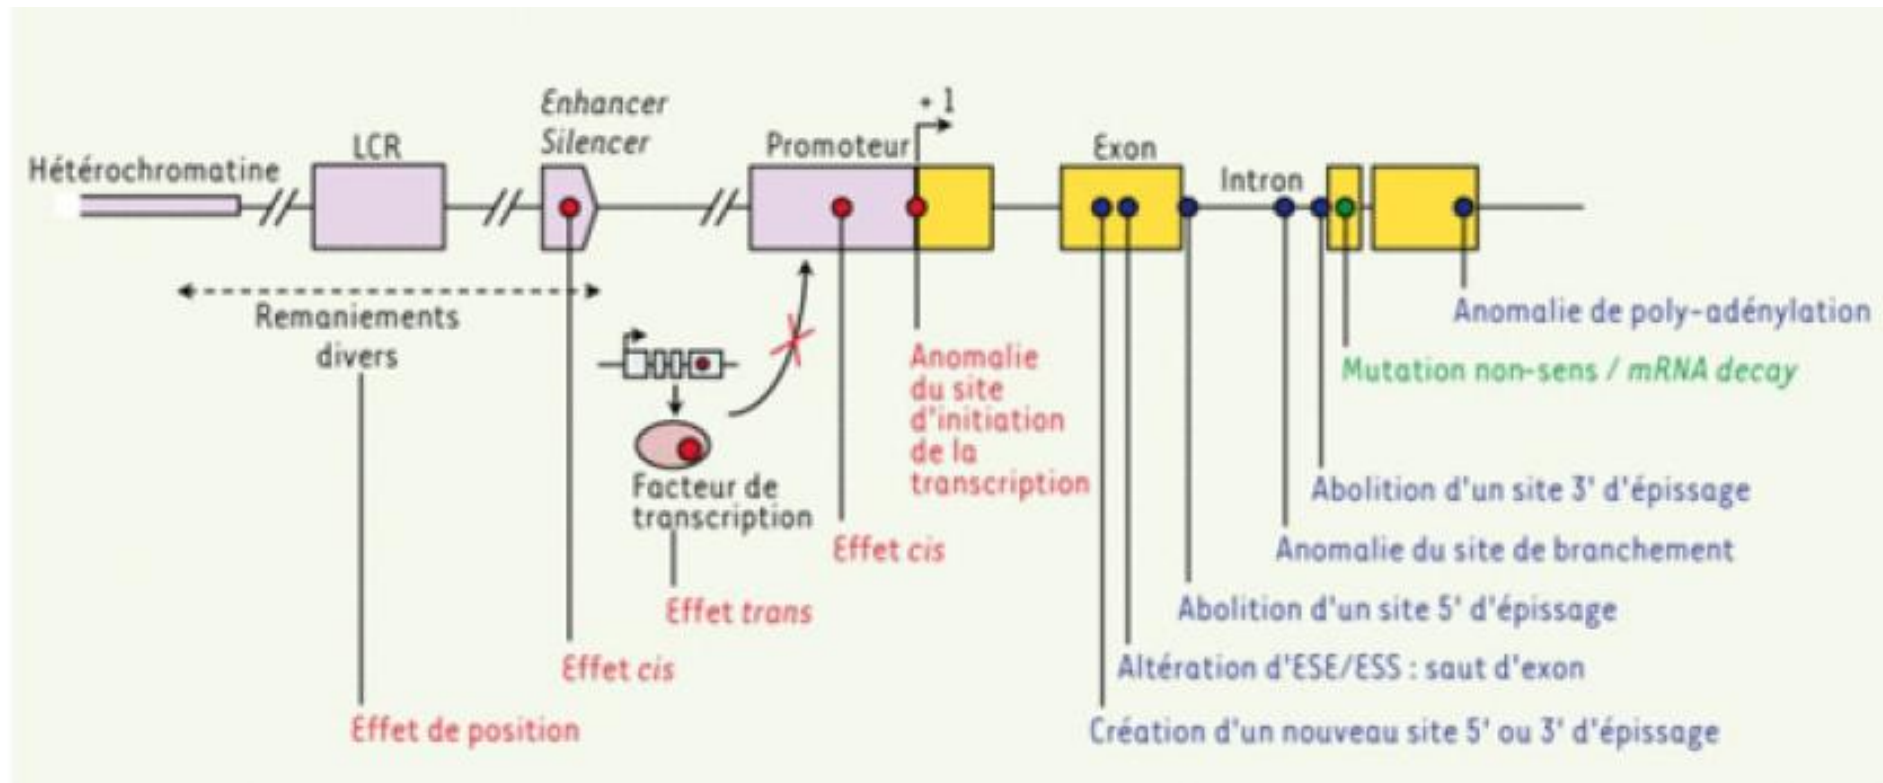 Enhancer
Silencer
+ 1
LCR
Promoteur
Exon
Hétérochromatine
Intron
Remaniements
divers
Anomalie de poly-adénylation
Anomalie
du site
d'initiation
de la
transcription
Mutation non-sens / mRNA decay
Facteur de
transcription
Abolition d'un site 3' d'épissage
Effet cis
Anomalie du site de branchement
Effet trans
Abolition d'un site 5' d'épissage
Effet cis
Altération d'ESE/ESS : saut d'exon
Effet de position
Création d'un nouveau site 5' ou 3' d'épissage